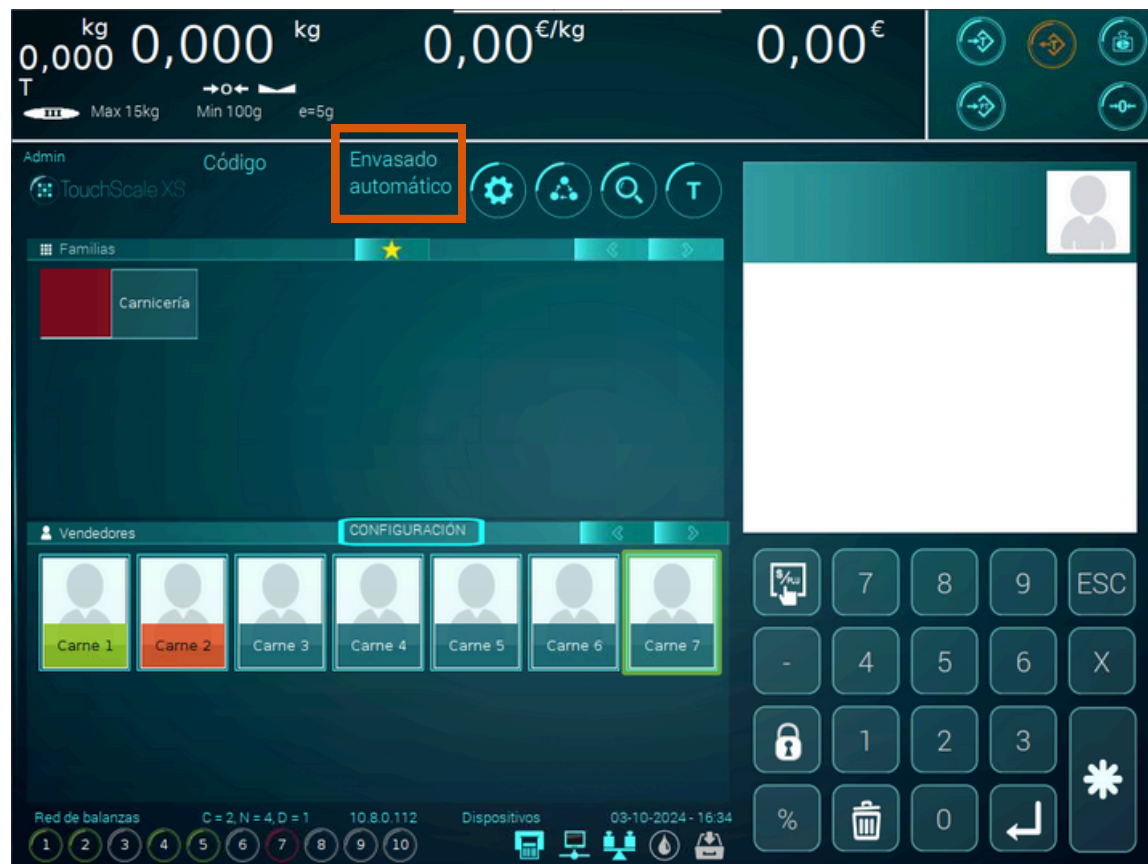 kg
0,000
T
0,000 kg
0,00 €/kg
0,00 €
→0←
Max 15kg Min 100g e=5g
Admin
TouchScale XS
Código
Envasado
automático
T
Familias
Carnicería
Vendedores
CONFIGURACIÓN
Carne 1 Carne 2 Carne 3 Carne 4 Carne 5 Carne 6 Carne 7
$/PLU 7 8 9 ESC
- 4 5 6 X
1 2 3
% 0
Red de balanzas C = 2, N = 4, D = 1 10.8.0.112 Dispositivos 03-10-2024 - 16:34
1 2 3 4 5 6 7 8 9 10